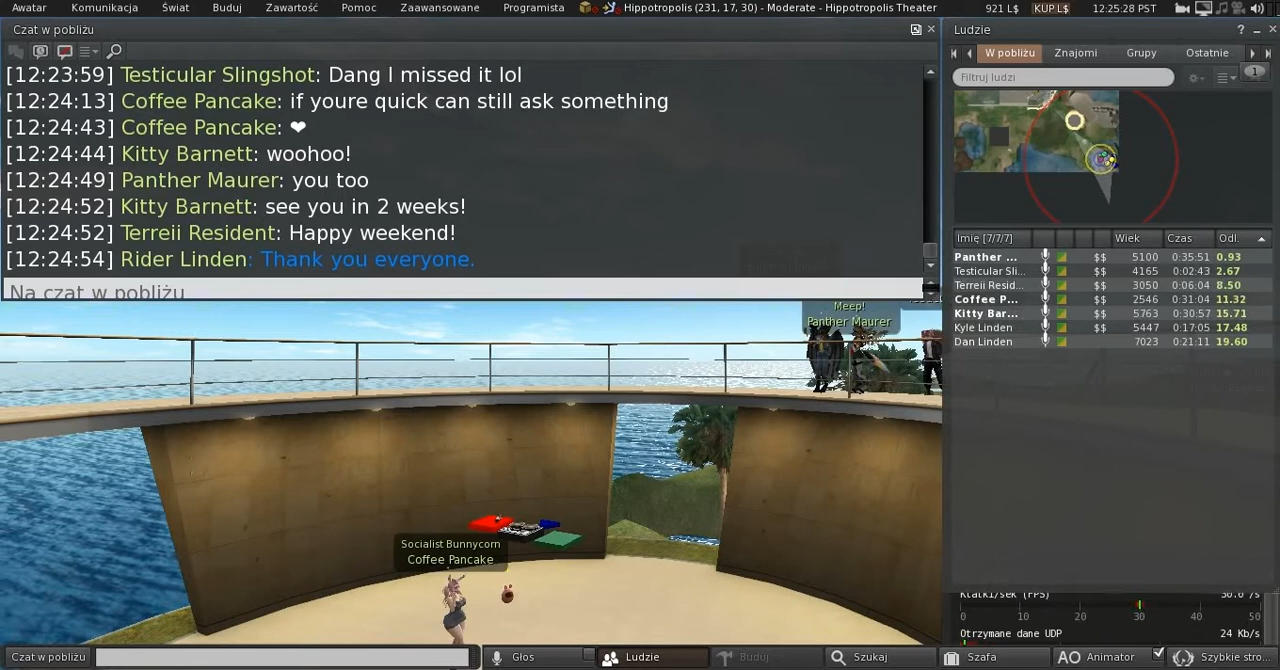 Awatar Komunikacja Świat Buduj Zawartość Pomoc Zaawansowane Programista Hippotropolis (231, 17, 30) - Moderate - Hippotropolis Theater 921 L$ KUP L$ 12:25:28 PST
Czat w pobliżu
[12:23:59] Testicular Slingshot: Dang I missed it lol
[12:24:13] Coffee Pancake: if youre quick can still ask something
[12:24:43] Coffee Pancake: ❤
[12:24:44] Kitty Barnett: woohoo!
[12:24:49] Panther Maurer: you too
[12:24:52] Kitty Barnett: see you in 2 weeks!
[12:24:52] Terreii Resident: Happy weekend!
[12:24:54] Rider Linden: Thank you everyone.
Na czat w pobliżu
Meep!
Panther Maurer
Socialist Bunnycorn
Coffee Pancake
Ludzie
W pobliżu Znajomi Grupy Ostatnie
Filtruj ludzi
1
Imię [7/7/7] Wiek Czas Odl.
Panther ... $$ 5100 0:35:51 0.93
Testicular Sli... $$ 4165 0:02:43 2.67
Terreii Resid... $$ 3050 0:06:04 8.50
Coffee P... $$ 2546 0:31:04 11.32
Kitty Bar... $$ 5763 0:30:57 15.71
Kyle Linden $$ 5447 0:17:05 17.48
Dan Linden 7023 0:21:11 19.60
Klatki/sek (FPS) 30.0 /s
0 10 20 30 40 50
Otrzymane dane UDP 24 Kb/s
Czat w pobliżu Głos Ludzie Buduj Szukaj Szafa AO Animator Szybkie stro...